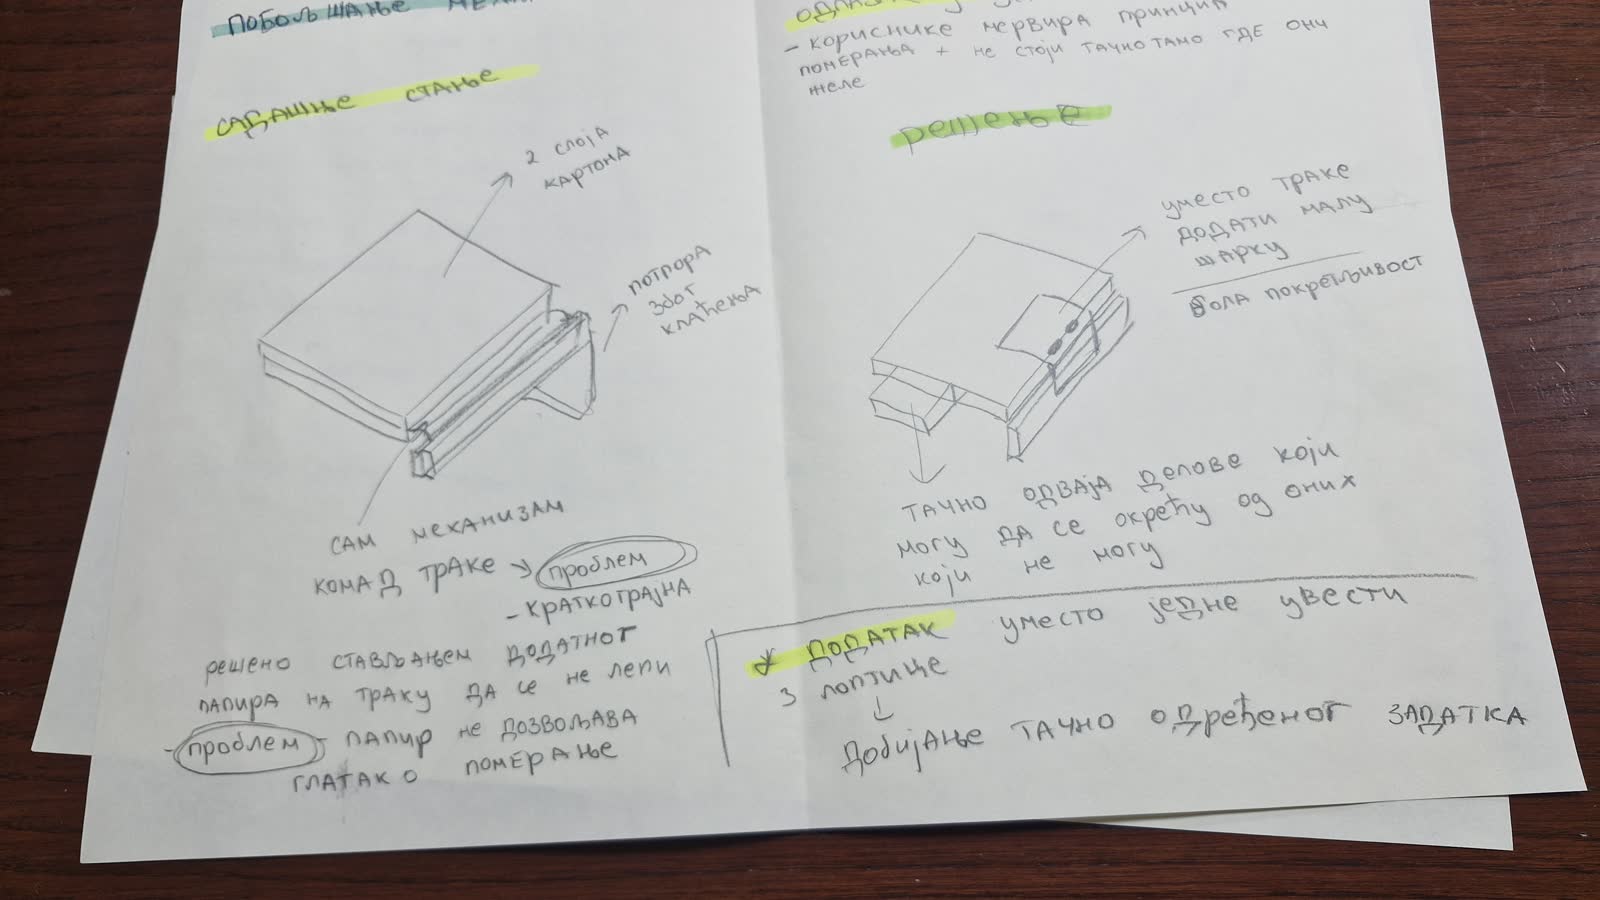 ПОБОЉШАЊЕ
САДАШЊЕ СТАЊЕ
2 СЛОЈА
КАРТОНА
ПОТПОРА
ЗБОГ
КЛАЋЕЊА
САМ МЕХАНИЗАМ
КОМАД ТРАКЕ → проблем
- КРАТКОТРАЈНА
РЕШЕНО СТАВЉАЊЕМ ДОДАТНОГ
ПАПИРА НА ТРАКУ ДА СЕ НЕ ЛЕПИ
- проблем - ПАПИР НЕ ДОЗВОЉАВА
ГЛАТАКО ПОМЕРАЊЕ
- КОРИСНИКЕ НЕРВИРА ПРИНЦИП
ПОМЕРАЊА + НЕ СТОЈИ ТАЧНО ТАМО ГДЕ ОНИ
ЖЕЛЕ
РЕШЕЊЕ
УМЕСТО ТРАКЕ
ДОДАТИ МАЛУ
ШАРКУ
БОЛА ПОКРЕТЉИВОСТ
ТАЧНО ОДВАЈА ДЕЛОВЕ КОЈИ
МОГУ ДА СЕ ОКРЕЋУ ОД ОНИХ
КОЈИ НЕ МОГУ
* ДОДАТАК УМЕСТО ЈЕДНЕ УВЕСТИ
3 ЛОПТИЦЕ
↓
ДОБИЈАЊЕ ТАЧНО ОДРЕЂЕНОГ ЗАДАТКА